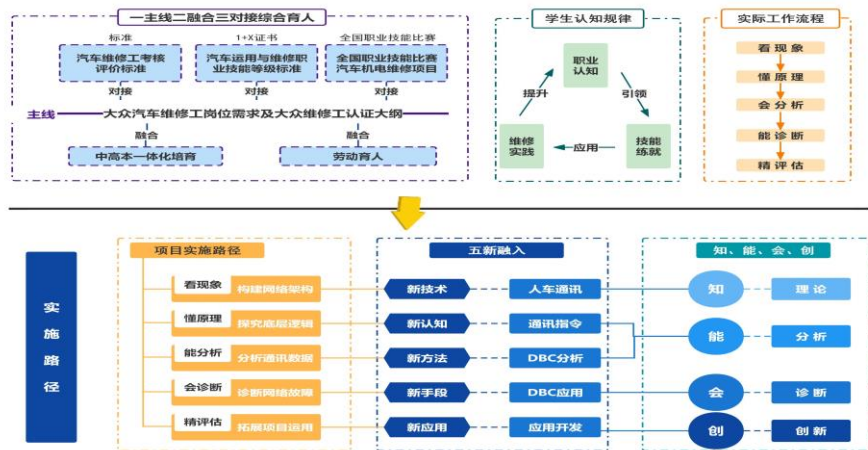 一主线二融合三对接综合育人
标准
1+X证书
全国职业技能比赛
汽车维修工考核
评价标准
汽车运用与维修职
业技能等级标准
全国职业技能比赛
汽车机电维修项目
对接
对接
对接
主线
大众汽车维修工岗位需求及大众维修工认证大纲
融合
融合
中高本一体化培育
劳动育人
学生认知规律
职业
认知
提升
引领
维修
实践
应用
技能
练就
实际工作流程
看现象
懂原理
会分析
能诊断
精评估
实施路径
项目实施路径
看现象
构建网络架构
懂原理
探究底层逻辑
能分析
分析通讯数据
会诊断
诊断网络故障
精评估
拓展项目运用
五新融入
新技术
人车通讯
新认知
通讯指令
新方法
DBC分析
新手段
DBC应用
新应用
应用开发
知、能、会、创
知
理论
能
分析
会
诊断
创
创新